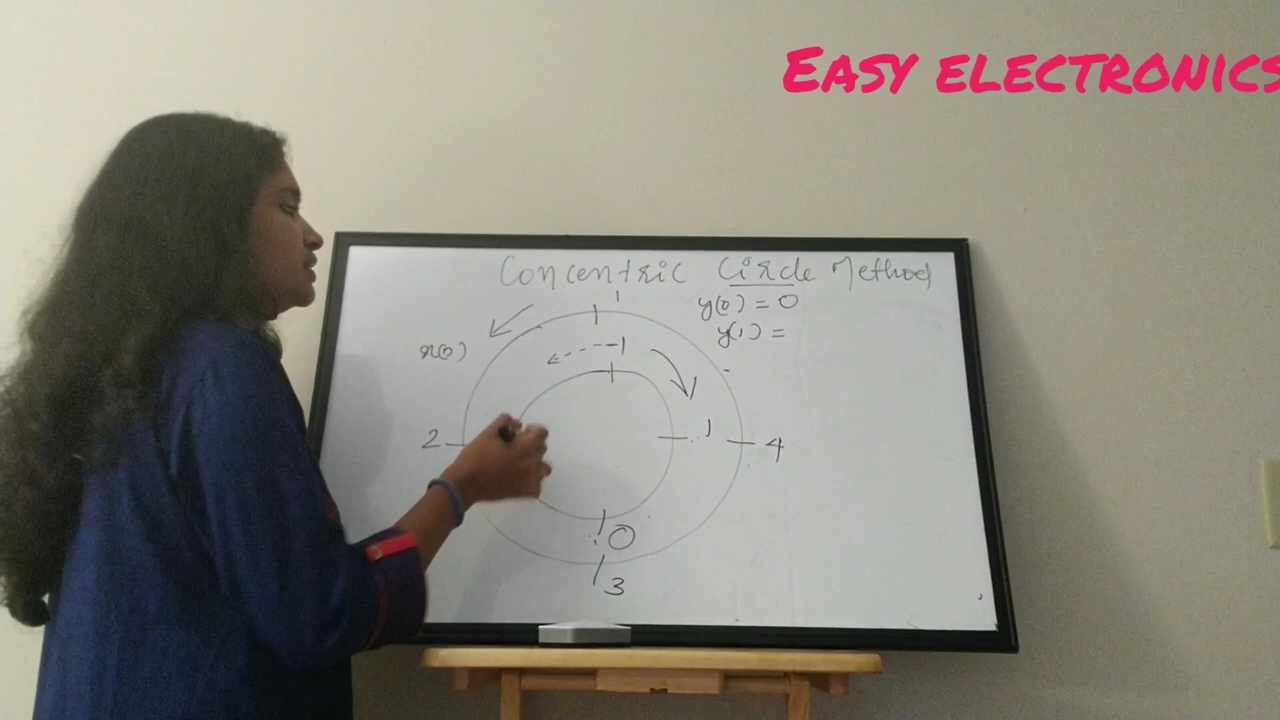 EASY ELECTRONICS
Concentric Circle Method
y(0) = 0
y(1) =
1
x(0)
1
2
1
4
0
3